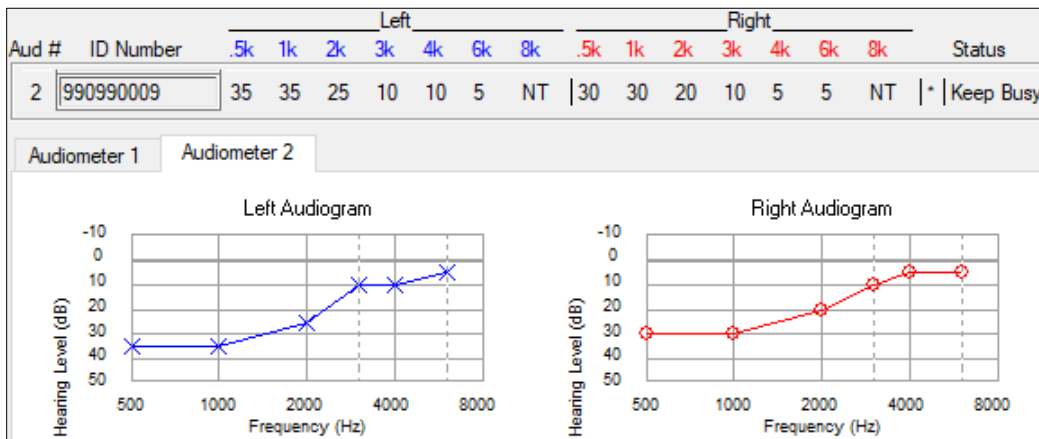 Left Right
Aud # ID Number .5k 1k 2k 3k 4k 6k 8k .5k 1k 2k 3k 4k 6k 8k Status
2 990990009 35 35 25 10 10 5 NT 30 30 20 10 5 5 NT * Keep Busy
Audiometer 1 Audiometer 2
Left Audiogram
Hearing Level (dB)
-10
0
10
20
30
40
50
500 1000 2000 4000 8000
Frequency (Hz)
Right Audiogram
Hearing Level (dB)
-10
0
10
20
30
40
50
500 1000 2000 4000 8000
Frequency (Hz)